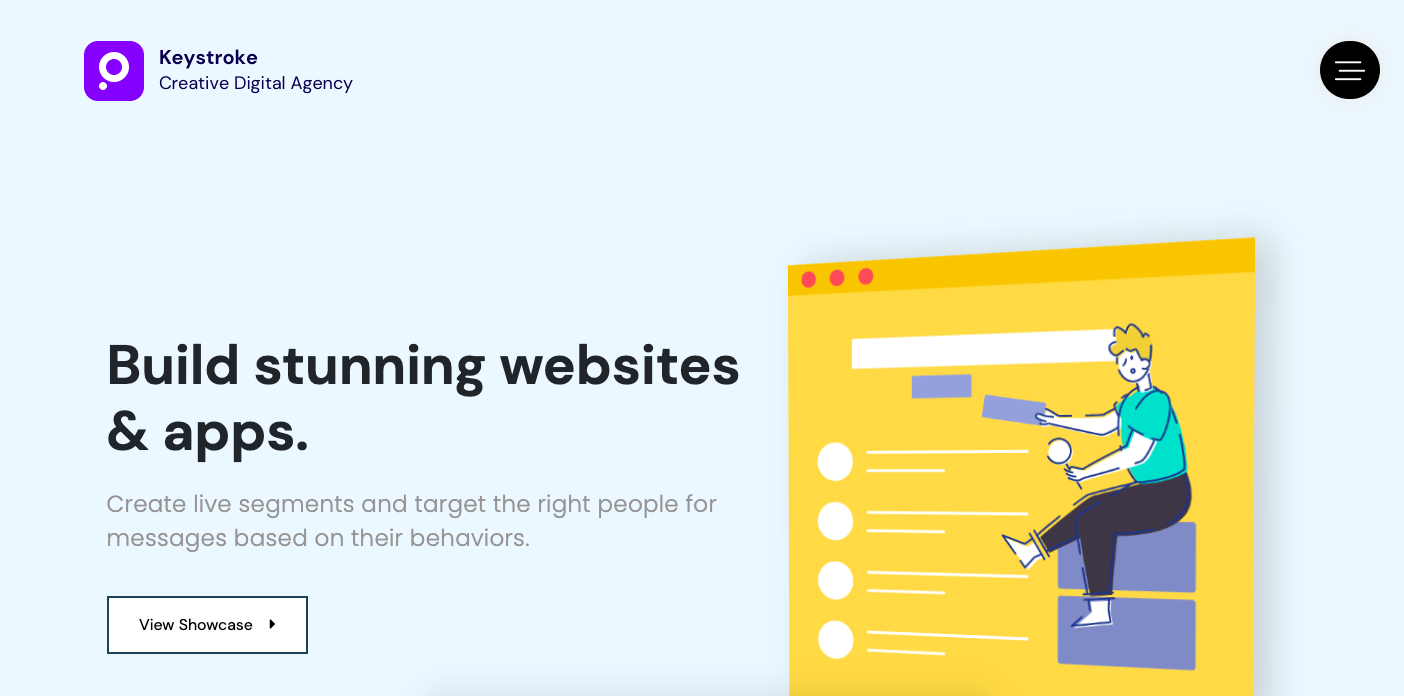 Keystroke
Creative Digital Agency
Build stunning websites
& apps.
Create live segments and target the right people for
messages based on their behaviors.
View Showcase